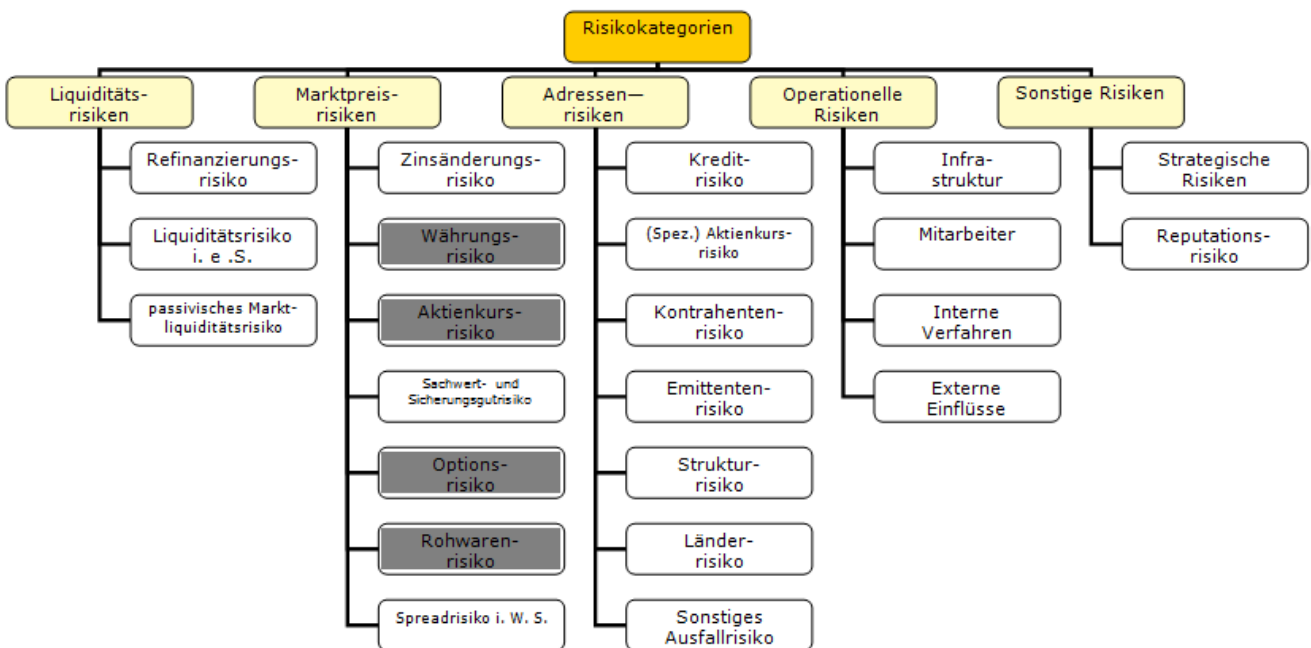 Risikokategorien
Liquiditäts-
risiken
Refinanzierungs-
risiko
Liquiditätsrisiko
i. e .S.
passivisches Markt-
liquiditätsrisiko
Marktpreis-
risiken
Zinsänderungs-
risiko
Währungs-
risiko
Aktienkurs-
risiko
Sachwert- und
Sicherungsgutrisiko
Options-
risiko
Rohwaren-
risiko
Spreadrisiko i. W. S.
Adressen—
risiken
Kredit-
risiko
(Spez.) Aktienkurs-
risiko
Kontrahenten-
risiko
Emittenten-
risiko
Struktur-
risiko
Länder-
risiko
Sonstiges
Ausfallrisiko
Operationelle
Risiken
Infra-
struktur
Mitarbeiter
Interne
Verfahren
Externe
Einflüsse
Sonstige Risiken
Strategische
Risiken
Reputations-
risiko